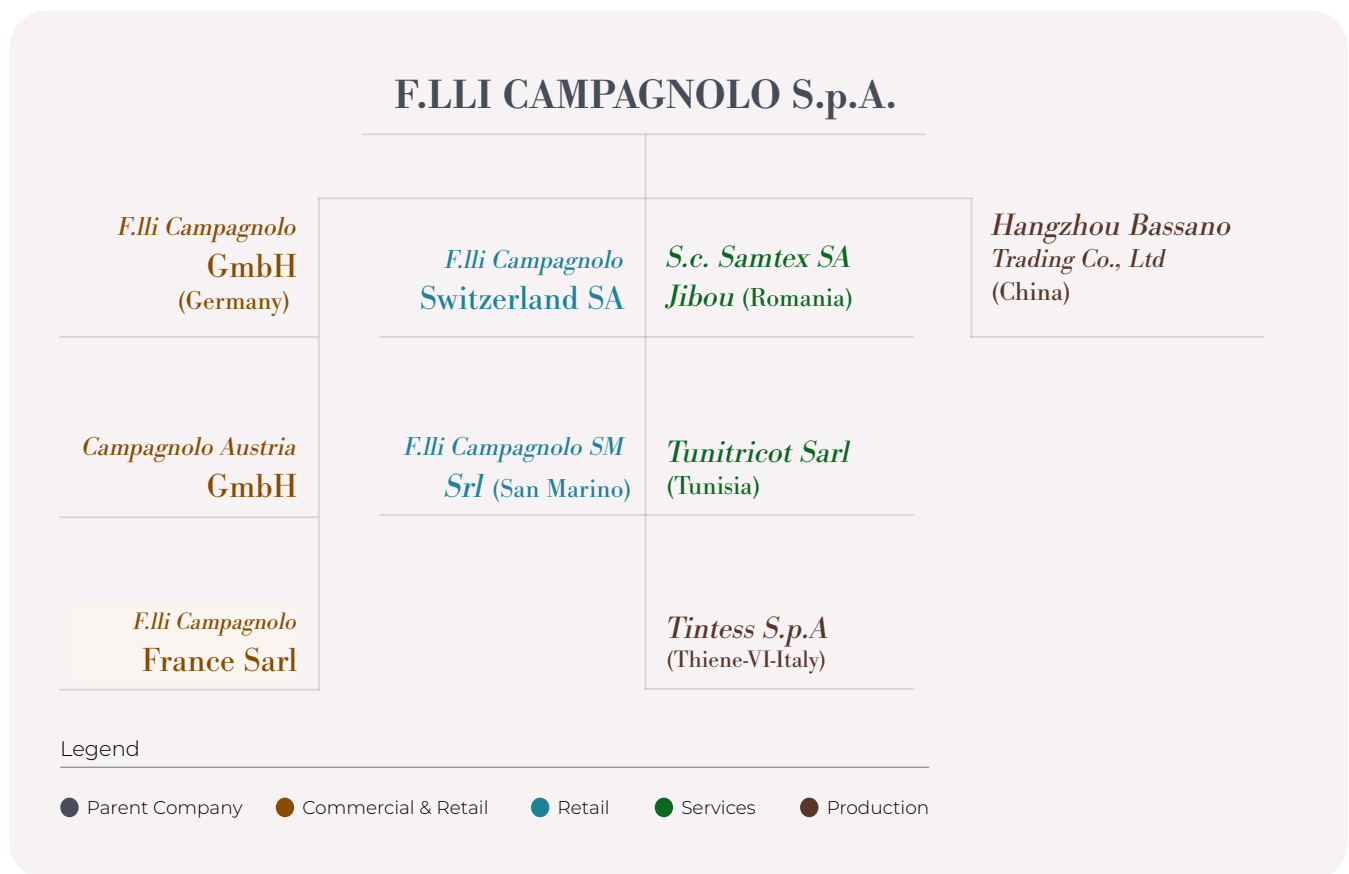 F.LLI CAMPAGNOLO S.p.A.
F.lli Campagnolo
GmbH
(Germany)
F.lli Campagnolo
Switzerland SA
S.c. Samtex SA
Jibou (Romania)
Hangzhou Bassano
Trading Co., Ltd
(China)
Campagnolo Austria
GmbH
F.lli Campagnolo SM
Srl (San Marino)
Tunitricot Sarl
(Tunisia)
F.lli Campagnolo
France Sarl
Tintess S.p.A
(Thiene-VI-Italy)
Legend
Parent Company
Commercial & Retail
Retail
Services
Production